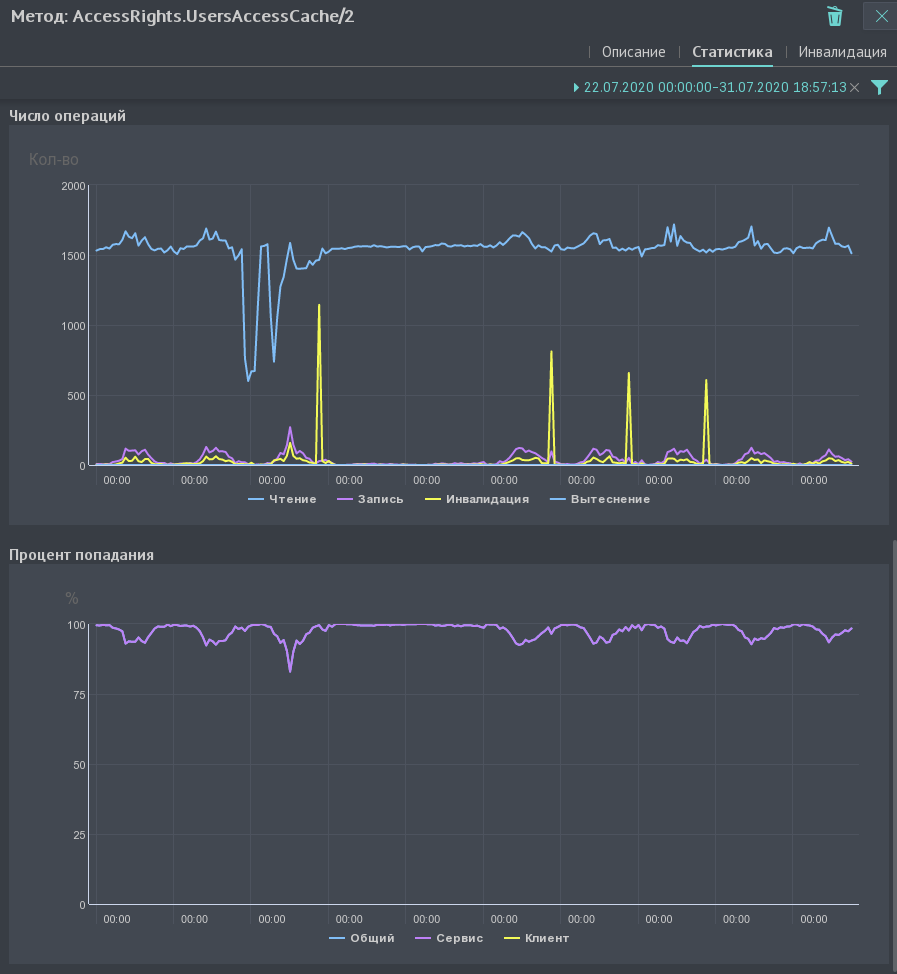 Метод: AccessRights.UsersAccessCache/2
Описание Статистика Инвалидация
22.07.2020 00:00:00-31.07.2020 18:57:13
Число операций
Кол-во
2000
1500
1000
500
0
00:00 00:00 00:00 00:00 00:00 00:00 00:00 00:00 00:00 00:00
Чтение Запись Инвалидация Вытеснение
Процент попадания
%
100
75
50
25
0
00:00 00:00 00:00 00:00 00:00 00:00 00:00 00:00 00:00 00:00
Общий Сервис Клиент